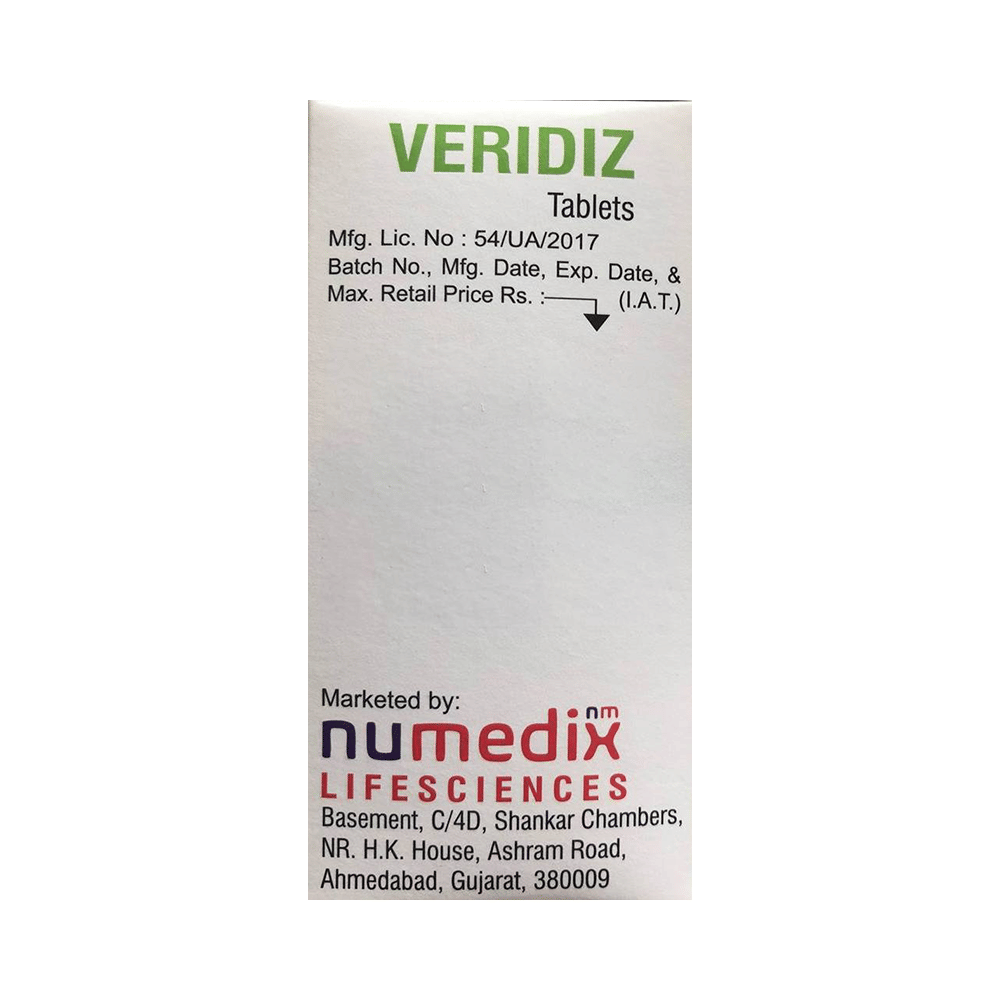 VERIDIZ
Tablets
Mfg. Lic. No : 54/UA/2017
Batch No., Mfg. Date, Exp. Date, &
Max. Retail Price Rs. : (I.A.T.)
Marketed by:
nm
numedix
LIFESCIENCES
Basement, C/4D, Shankar Chambers,
NR. H.K. House, Ashram Road,
Ahmedabad, Gujarat, 380009